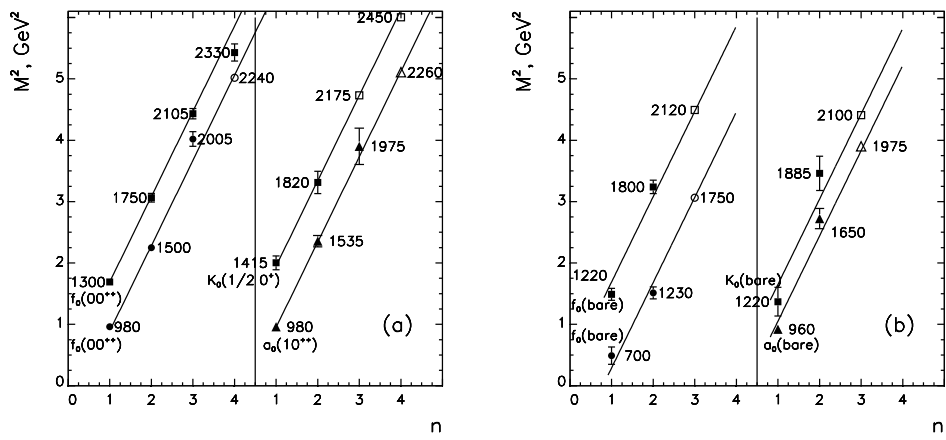 M², GeV²
5
4
3
2
1
0
2330
2240
2105
2005
1750
1500
1300
f₀(00⁺⁺)
980
f₀(00⁺⁺)
2450
2260
2175
1975
1820
1535
1415
K₀(1/2 0⁺)
980
a₀(10⁺⁺)
(a)
0 1 2 3 4 1 2 3 4
n
M², GeV²
5
4
3
2
1
0
2120
1800
1750
1220
f₀(bare)
1230
f₀(bare)
700
2100
1975
1885
1650
K₀(bare)
1220
960
a₀(bare)
(b)
0 1 2 3 4 1 2 3 4
n